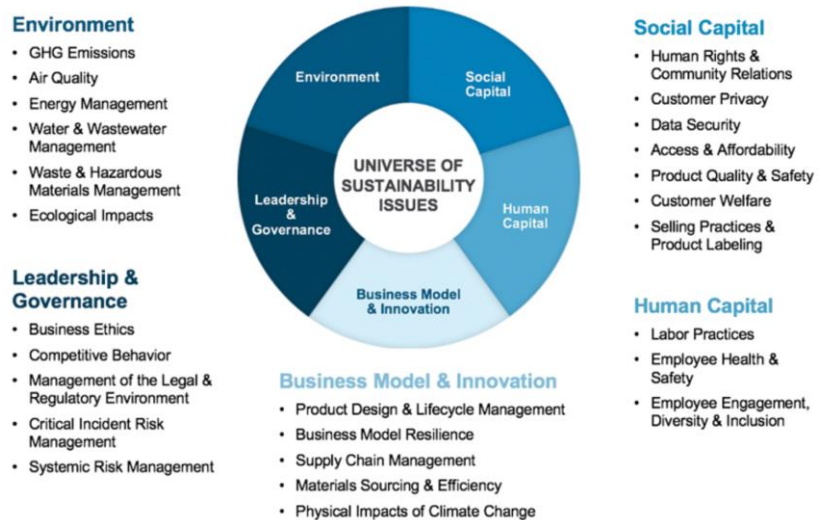 Environment
• GHG Emissions
• Air Quality
• Energy Management
• Water & Wastewater
Management
• Waste & Hazardous
Materials Management
• Ecological Impacts
Leadership &
Governance
• Business Ethics
• Competitive Behavior
• Management of the Legal &
Regulatory Environment
• Critical Incident Risk
Management
• Systemic Risk Management
Environment
Social
Capital
UNIVERSE OF
SUSTAINABILITY
ISSUES
Leadership
&
Governance
Human
Capital
Business Model
& Innovation
Business Model & Innovation
• Product Design & Lifecycle Management
• Business Model Resilience
• Supply Chain Management
• Materials Sourcing & Efficiency
• Physical Impacts of Climate Change
Social Capital
• Human Rights &
Community Relations
• Customer Privacy
• Data Security
• Access & Affordability
• Product Quality & Safety
• Customer Welfare
• Selling Practices &
Product Labeling
Human Capital
• Labor Practices
• Employee Health &
Safety
• Employee Engagement,
Diversity & Inclusion